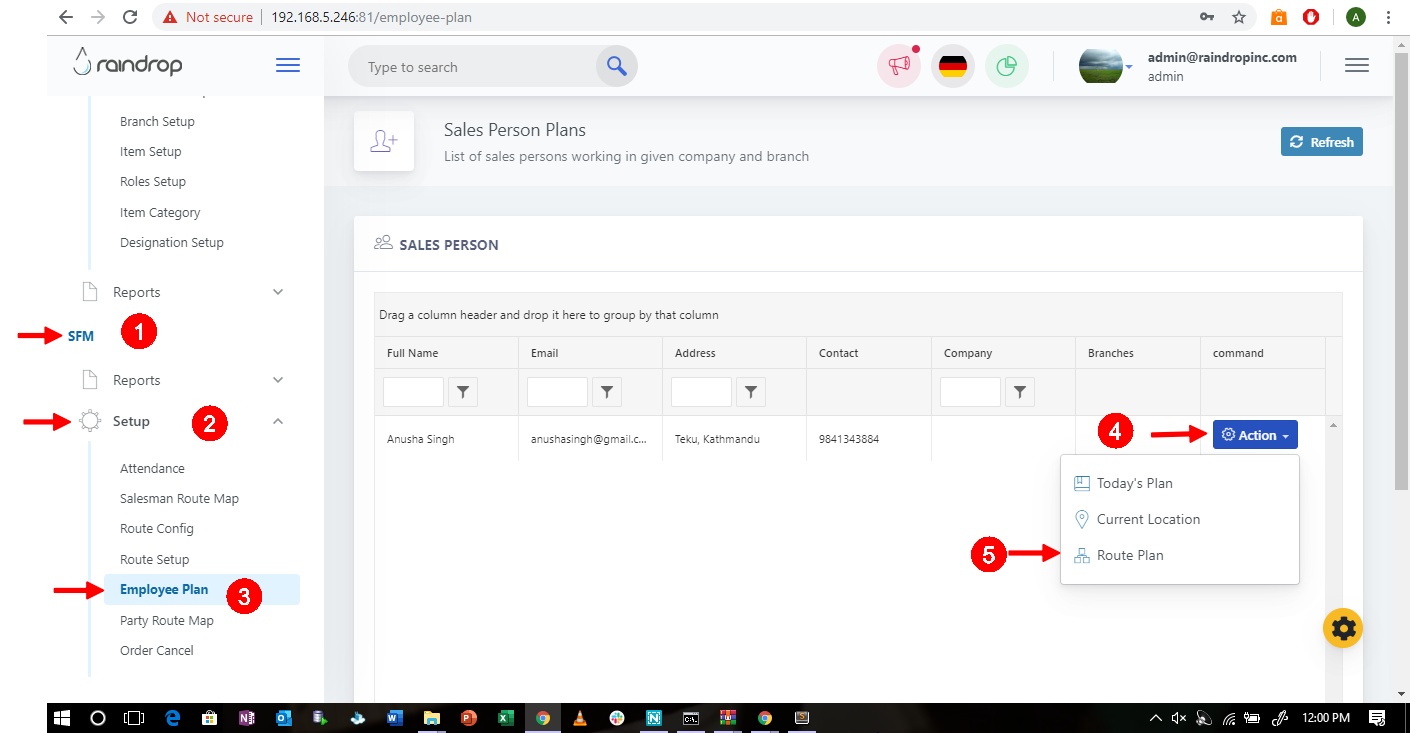 Not secure
192.168.5.246:81/employee-plan
A
raindrop
Type to search
admin@raindropinc.com
admin
Branch Setup
Item Setup
Roles Setup
Item Category
Designation Setup
Reports
SFM
1
Reports
Setup
2
Attendance
Salesman Route Map
Route Config
Route Setup
Employee Plan
3
Party Route Map
Order Cancel
Sales Person Plans
List of sales persons working in given company and branch
Refresh
SALES PERSON
Drag a column header and drop it here to group by that column
Full Name Email Address Contact Company Branches command
Anusha Singh anushasingh@gmail.c... Teku, Kathmandu 9841343884
4
Action
Today's Plan
Current Location
5
Route Plan
12:00 PM